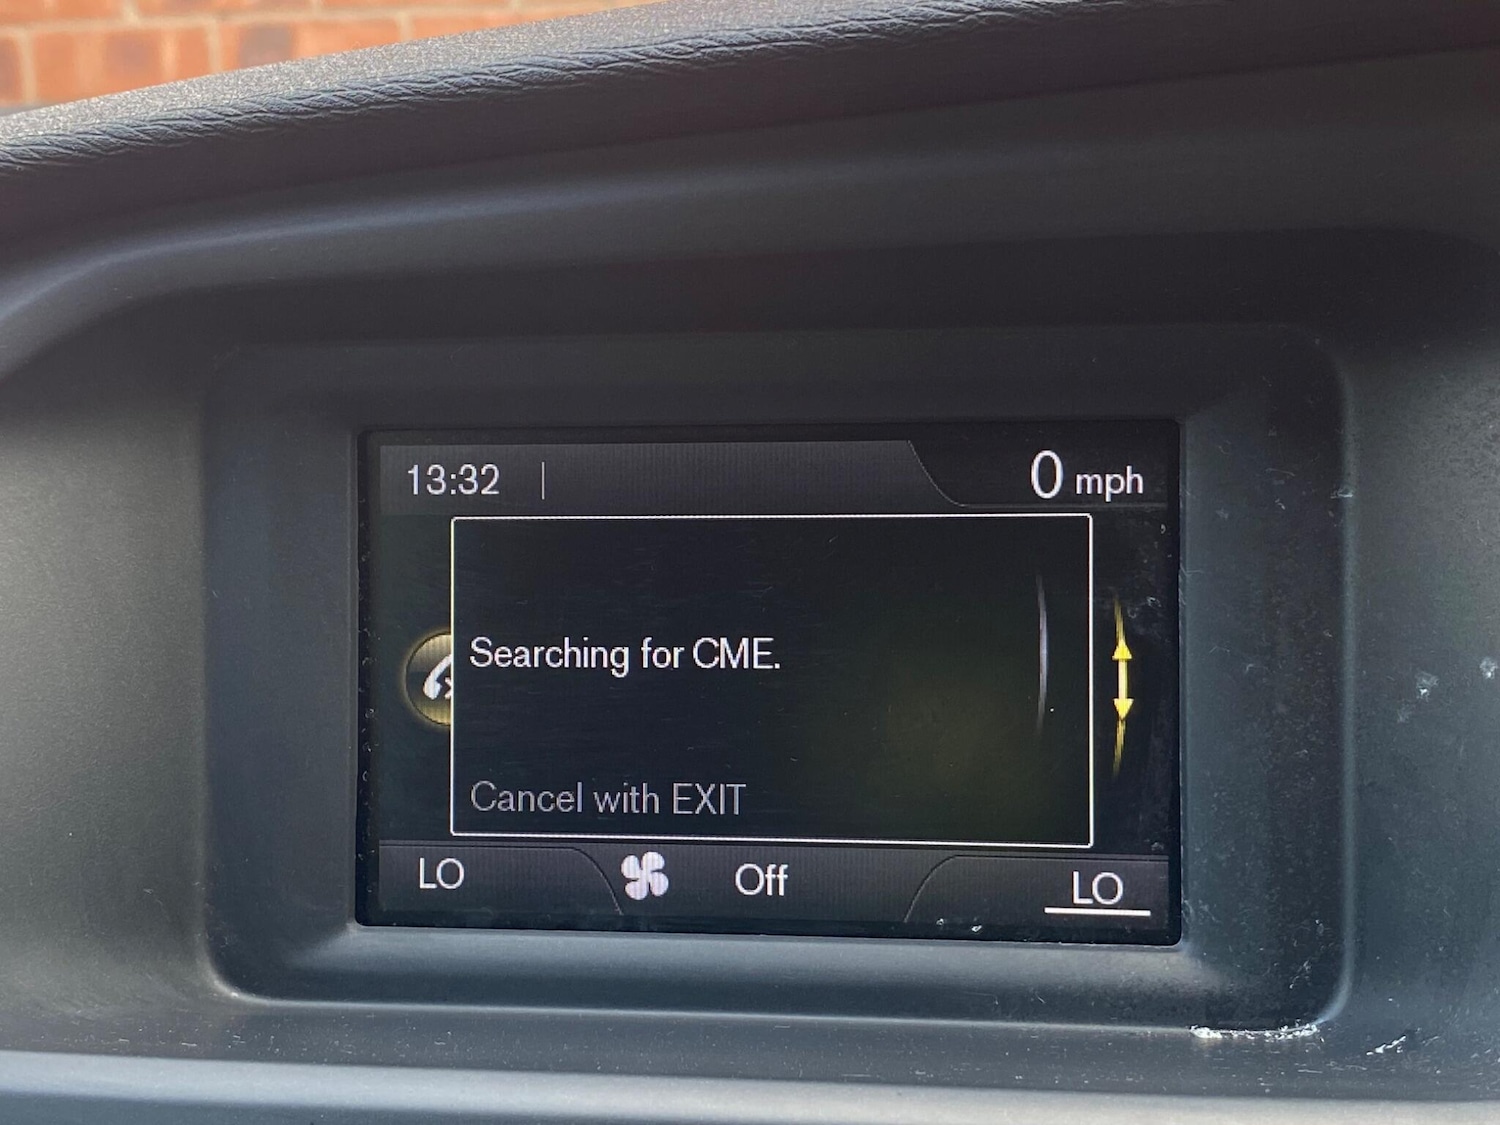 13:32
0 mph
Searching for CME.
Cancel with EXIT
LO Off LO